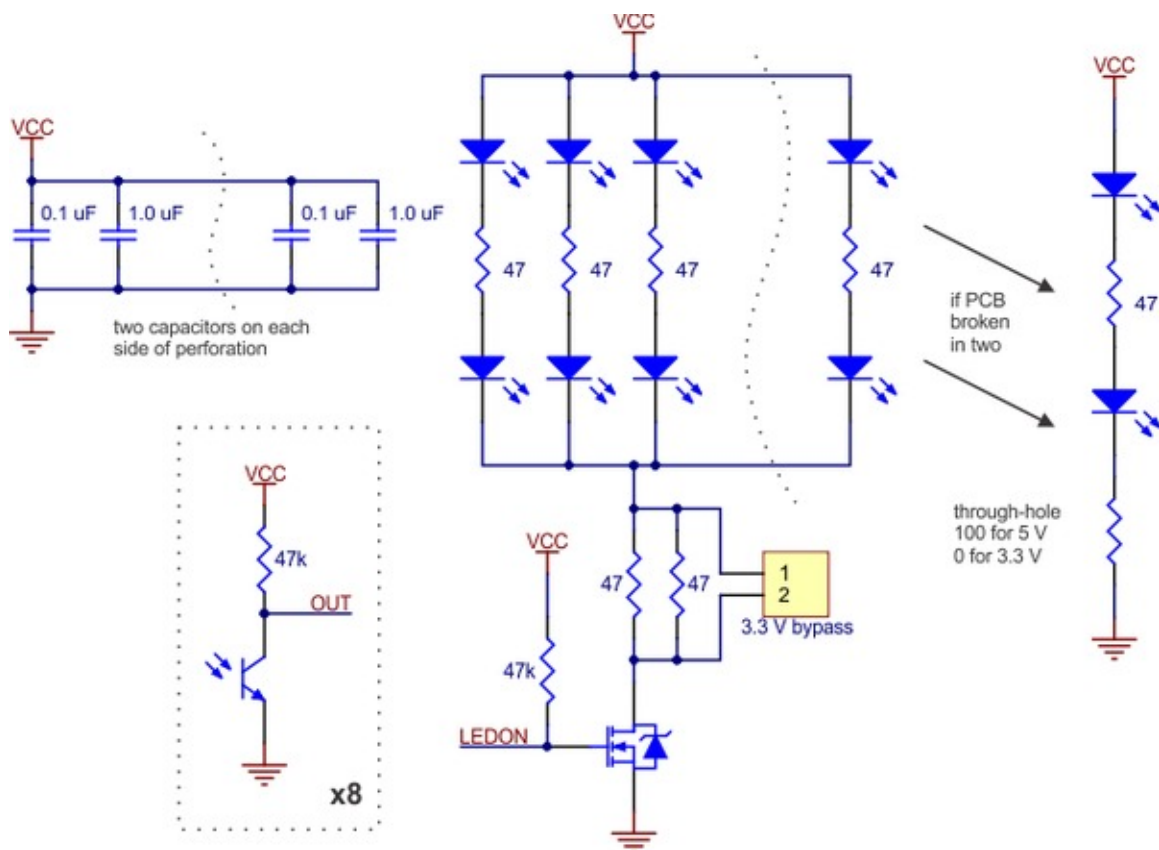 VCC
VCC
VCC
0.1 uF
1.0 uF
0.1 uF
1.0 uF
47
47
47
47
47
two capacitors on each
side of perforation
if PCB
broken
in two
VCC
47k
OUT
x8
VCC
47k
LEDON
47
47
1
2
3.3 V bypass
through-hole
100 for 5 V
0 for 3.3 V